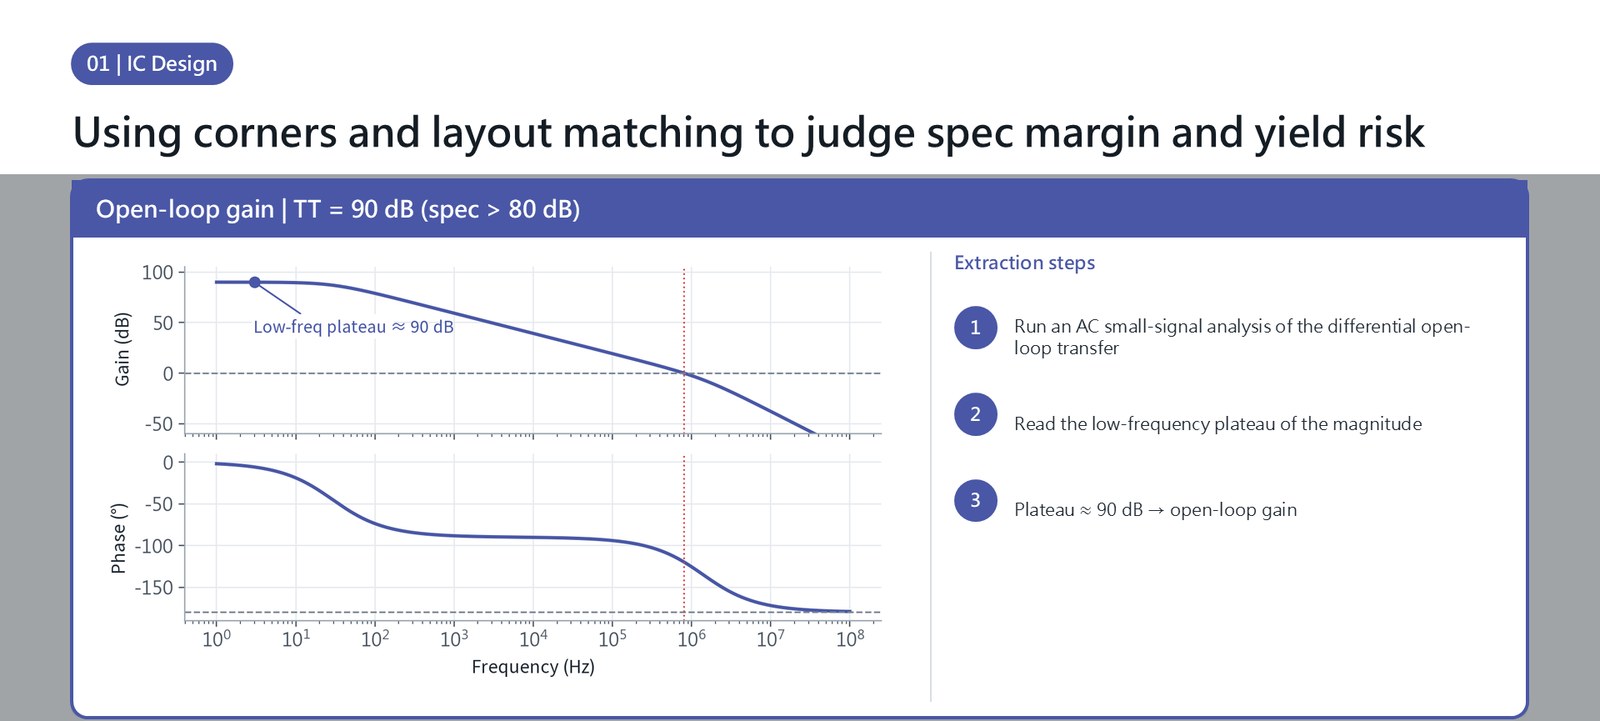 01 | IC Design
Using corners and layout matching to judge spec margin and yield risk
Open-loop gain | TT = 90 dB (spec > 80 dB)
100
50
0
-50
Gain (dB)
Low-freq plateau ≈ 90 dB
0
-50
-100
-150
Phase (°)
10⁰ 10¹ 10² 10³ 10⁴ 10⁵ 10⁶ 10⁷ 10⁸
Frequency (Hz)
Extraction steps
1
Run an AC small-signal analysis of the differential open-
loop transfer
2
Read the low-frequency plateau of the magnitude
3
Plateau ≈ 90 dB → open-loop gain